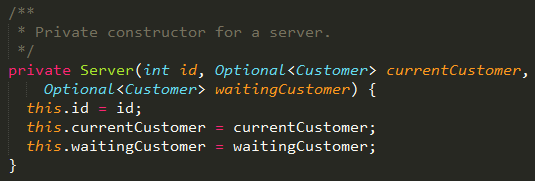 /**
 * Private constructor for a server.
 */
private Server(int id, Optional<Customer> currentCustomer,
    Optional<Customer> waitingCustomer) {
  this.id = id;
  this.currentCustomer = currentCustomer;
  this.waitingCustomer = waitingCustomer;
}